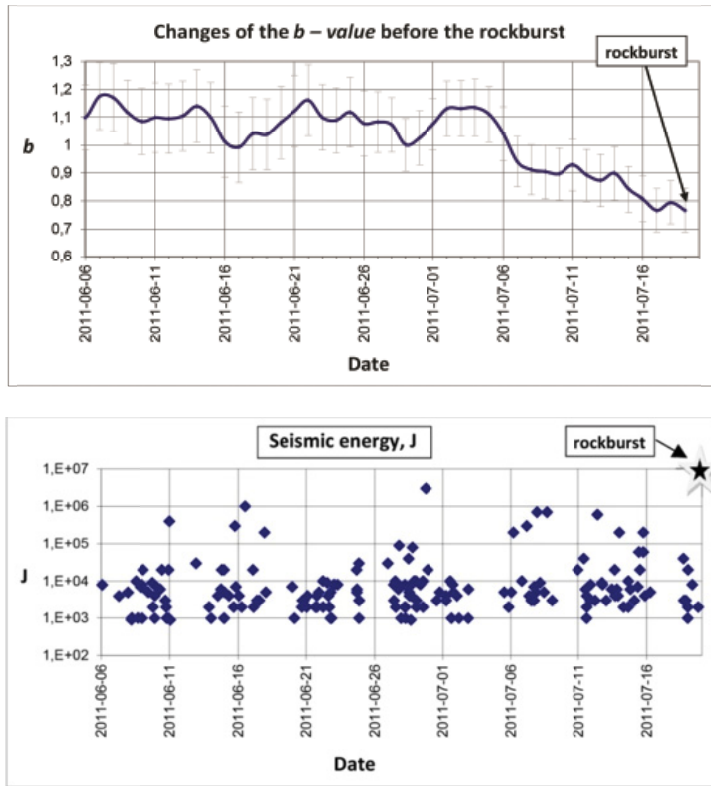 Changes of the b – value before the rockburst
rockburst
1,3
1,2
1,1
1
0,9
0,8
0,7
0,6
b
2011-06-06
2011-06-11
2011-06-16
2011-06-21
2011-06-26
2011-07-01
2011-07-06
2011-07-11
2011-07-16
Date
Seismic energy, J
rockburst
1,E+07
1,E+06
1,E+05
1,E+04
1,E+03
1,E+02
J
2011-06-06
2011-06-11
2011-06-16
2011-06-21
2011-06-26
2011-07-01
2011-07-06
2011-07-11
2011-07-16
Date